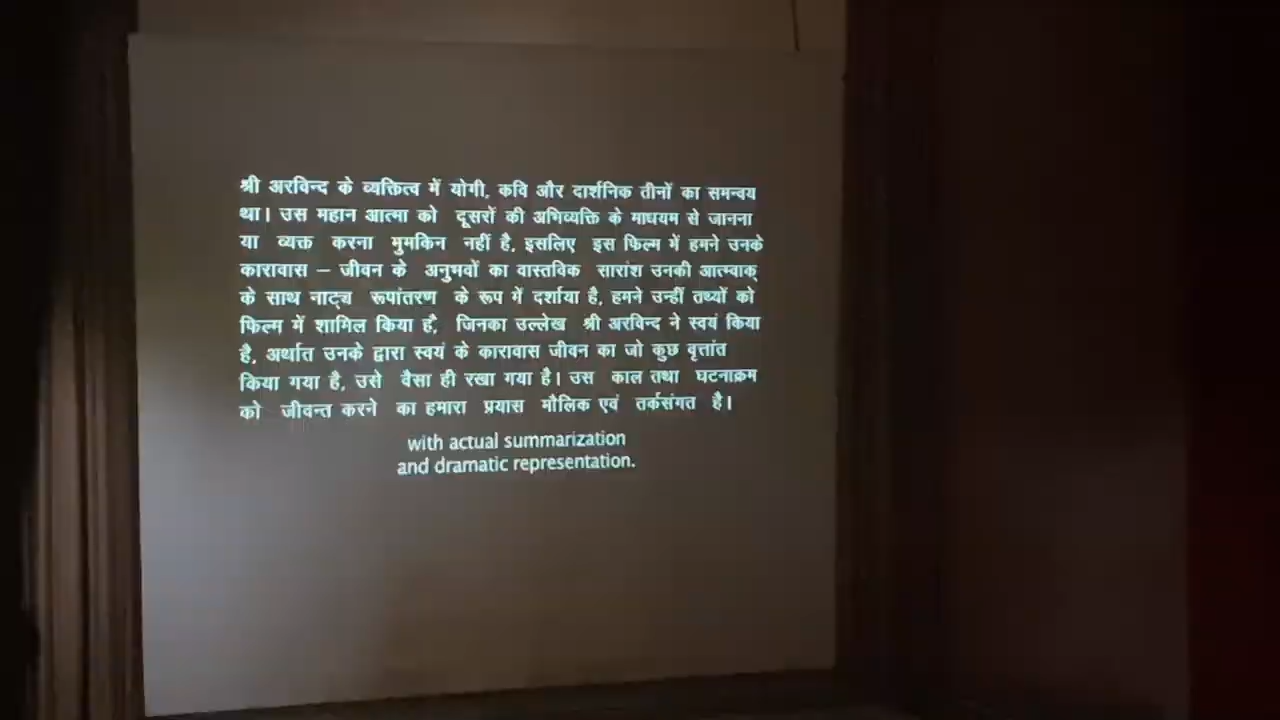 श्री अरविन्द के व्यक्तित्व में योगी, कवि और दार्शनिक तीनों का समन्वय
था। उस महान आत्मा को दूसरों की अभिव्यक्ति के माधयम से जानना
या व्यक्त करना मुमकिन नहीं है, इसलिए इस फिल्म में हमने उनके
कारावास – जीवन के अनुभवों का वास्तविक सारांश उनकी आत्मवाक्
के साथ नाट्य रूपांतरण के रूप में दर्शाया है, हमने उन्हीं तथ्यों को
फिल्म में शामिल किया है, जिनका उल्लेख श्री अरविन्द ने स्वयं किया
है, अर्थात उनके द्वारा स्वयं के कारावास जीवन का जो कुछ वृत्तांत
किया गया है, उसे वैसा ही रखा गया है। उस काल तथा घटनाक्रम
को जीवन्त करने का हमारा प्रयास मौलिक एवं तर्कसंगत है।
with actual summarization
and dramatic representation.